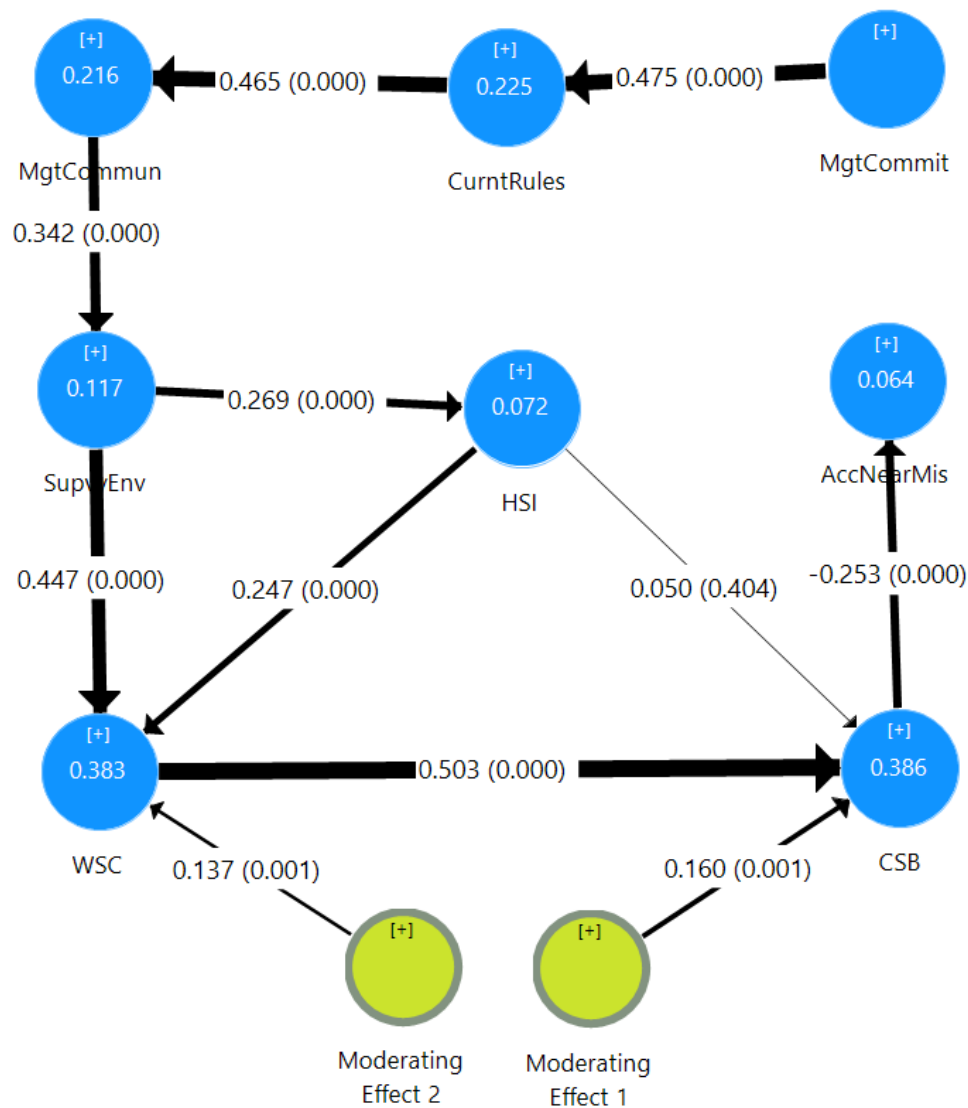 [+]
0.216
MgtCommun
0.465 (0.000)
[+]
0.225
CurntRules
0.475 (0.000)
[+]
MgtCommit
0.342 (0.000)
[+]
0.117
SupvyEnv
0.269 (0.000)
[+]
0.072
HSI
[+]
0.064
AccNearMis
0.447 (0.000)
0.247 (0.000)
0.050 (0.404)
-0.253 (0.000)
[+]
0.383
WSC
0.503 (0.000)
[+]
0.386
CSB
0.137 (0.001)
0.160 (0.001)
[+]
Moderating
Effect 2
[+]
Moderating
Effect 1